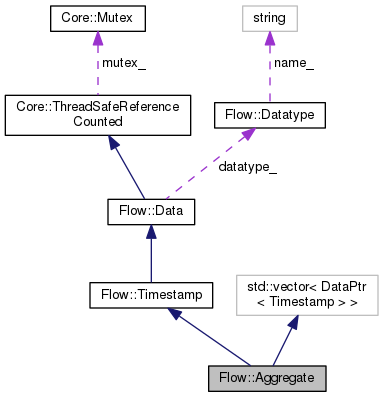 Core::Mutex
string
mutex_
name_
Core::ThreadSafeReference
Counted
Flow::Datatype
datatype_
Flow::Data
Flow::Timestamp
std::vector< DataPtr
< Timestamp > >
Flow::Aggregate